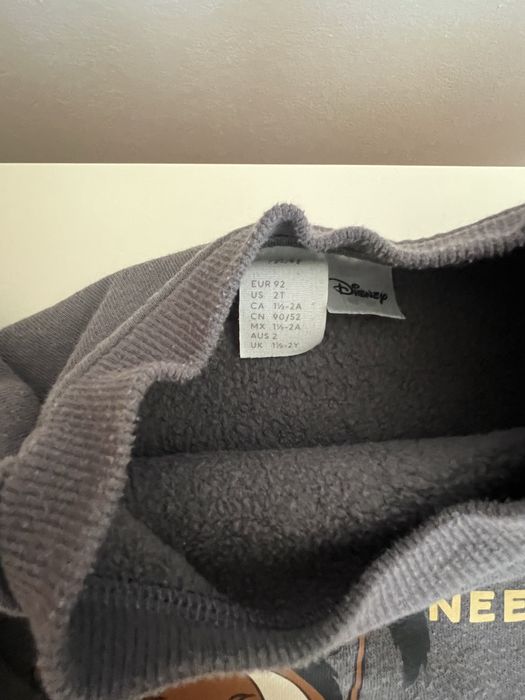 EUR 92
US 2T
CA 1½-2A
CN 90/52
MX 1½-2A
AUS 2
UK 1½-2Y
Disney
NEE